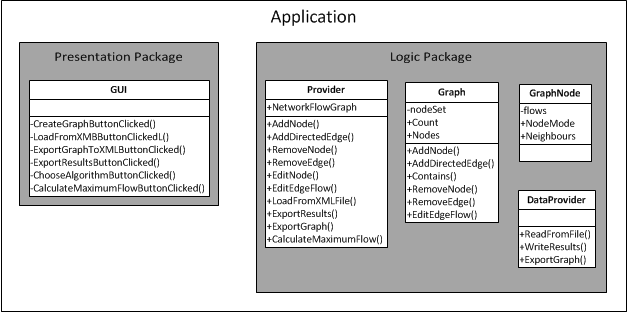 Application
Presentation Package
GUI
-CreateGraphButtonClicked()
-LoadFromXMBButtonClickedL()
-ExportGraphToXMLButtonClicked()
-ExportResultsButtonClicked()
-ChooseAlgorithmButtonClicked()
-CalculateMaximumFlowButtonClicked()
Logic Package
Provider
+NetworkFlowGraph
+AddNode()
+AddDirectedEdge()
+RemoveNode()
+RemoveEdge()
+EditNode()
+EditEdgeFlow()
+LoadFromXMLFile()
+ExportResults()
+ExportGraph()
+CalculateMaximumFlow()
Graph
-nodeSet
+Count
+Nodes
+AddNode()
+AddDirectedEdge()
+Contains()
+RemoveNode()
+RemoveEdge()
+EditEdgeFlow()
GraphNode
-flows
+NodeMode
+Neighbours
DataProvider
+ReadFromFile()
+WriteResults()
+ExportGraph()